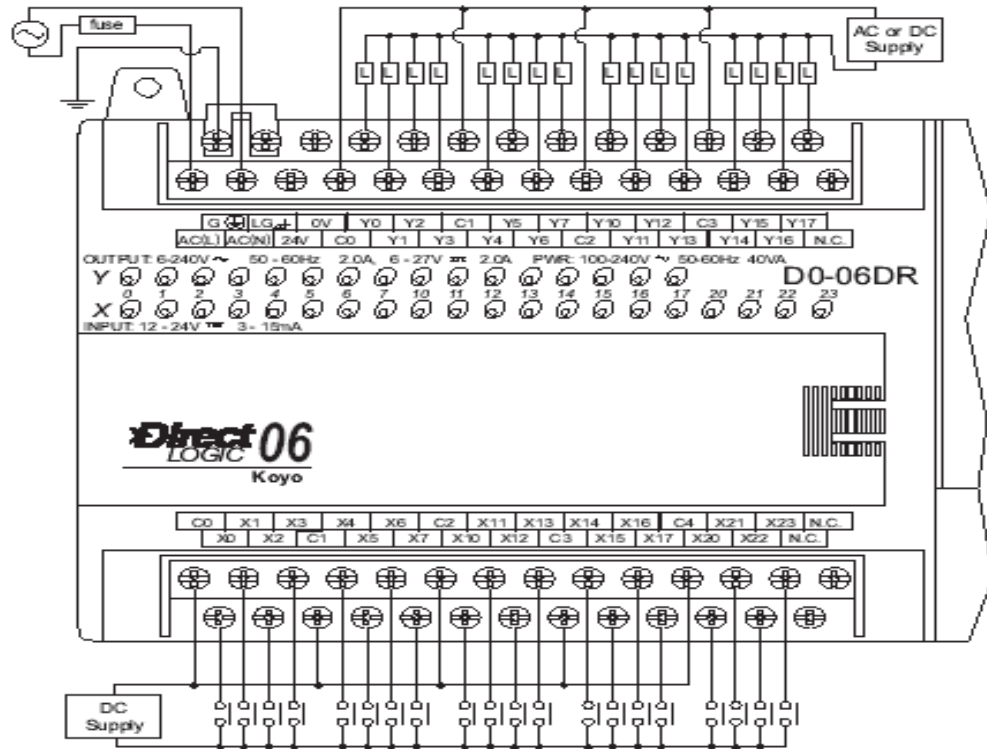 fuse
AC or DC
Supply
L L L L L L L L L L L L L L L L
G LG 0V Y0 Y2 C1 Y5 Y7 Y10 Y12 C3 Y15 Y17
AC(L) AC(N) 24V C0 Y1 Y3 Y4 Y6 C2 Y11 Y13 Y14 Y16 N.C.
OUTPUT: 6-240V ~ 50 - 60Hz 2.0A, 6 - 27V 2.0A PWR: 100-240V ~ 50-60Hz 40VA
Y D0-06DR
0 1 2 3 4 5 6 7 10 11 12 13 14 15 16 17 20 21 22 23
X
INPUT: 12 - 24V 3 - 15mA
Direct 06
LOGIC
Koyo
C0 X1 X3 X4 X6 C2 X11 X13 X14 X16 C4 X21 X23 N.C.
X0 X2 C1 X5 X7 X10 X12 C3 X15 X17 X20 X22 N.C.
DC
Supply